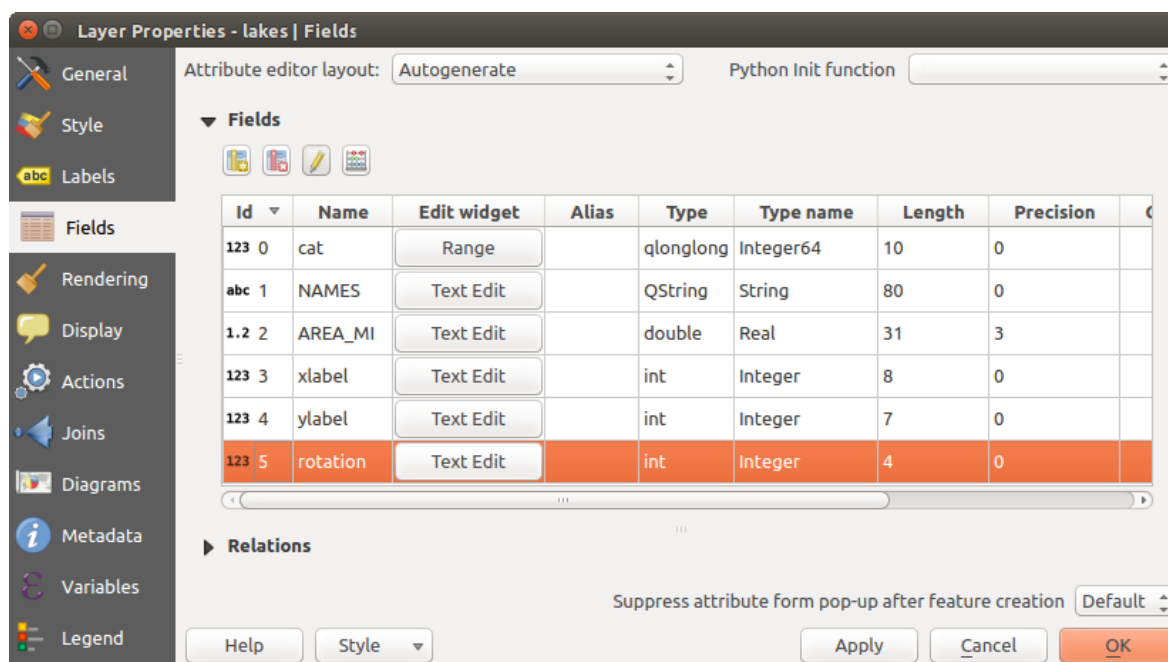 Layer Properties - lakes | Fields
General
Style
abc Labels
Fields
Rendering
Display
Actions
Joins
Diagrams
Metadata
Variables
Legend
Attribute editor layout: Autogenerate Python Init function
Fields
Id Name Edit widget Alias Type Type name Length Precision
123 0 cat Range qlonglong Integer64 10 0
abc 1 NAMES Text Edit QString String 80 0
1.2 2 AREA_MI Text Edit double Real 31 3
123 3 xlabel Text Edit int Integer 8 0
123 4 ylabel Text Edit int Integer 7 0
123 5 rotation Text Edit int Integer 4 0
Relations
Suppress attribute form pop-up after feature creation Default
Help Style Apply Cancel OK